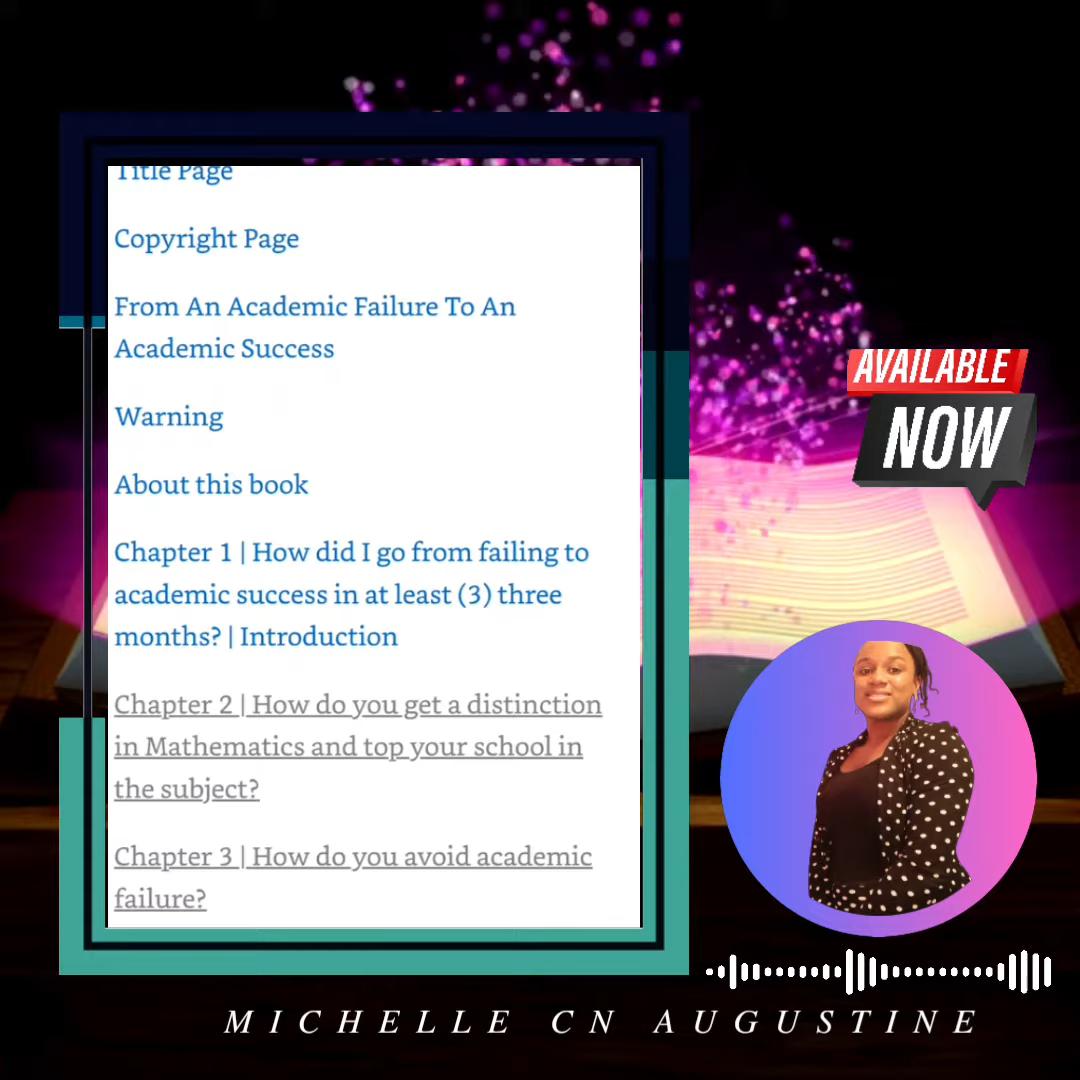 Title Page
Copyright Page
From An Academic Failure To An
Academic Success
Warning
About this book
Chapter 1 | How did I go from failing to
academic success in at least (3) three
months? | Introduction
Chapter 2 | How do you get a distinction
in Mathematics and top your school in
the subject?
Chapter 3 | How do you avoid academic
failure?
AVAILABLE
NOW
MICHELLE CN AUGUSTINE